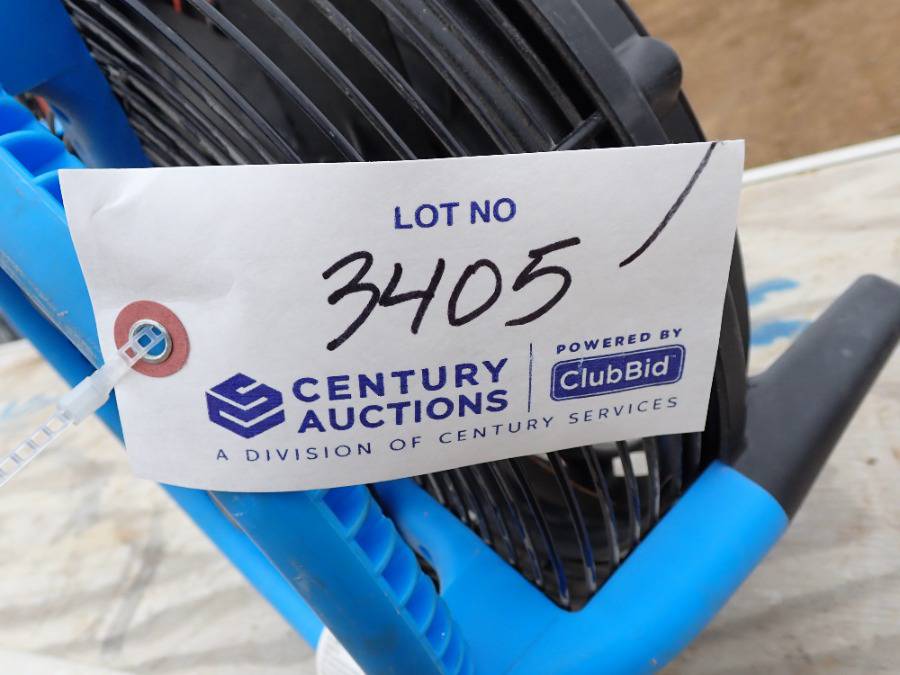 LOT NO
3405
CENTURY
AUCTIONS
POWERED BY
ClubBid
A DIVISION OF CENTURY SERVICES